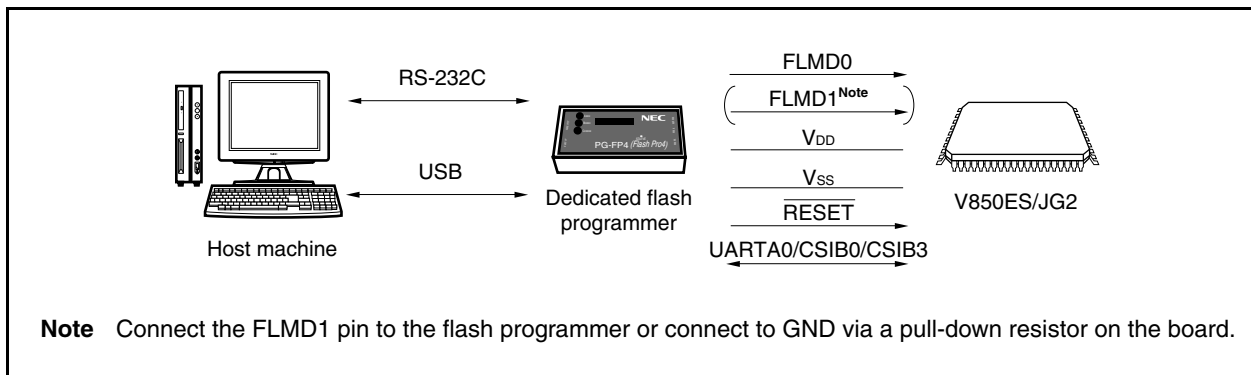 RS-232C
USB
Host machine
NEC
PG-FP4 (Flash Pro4)
Dedicated flash
programmer
FLMD0
FLMD1Note
VDD
VSS
RESET
UARTA0/CSIB0/CSIB3
V850ES/JG2
Note Connect the FLMD1 pin to the flash programmer or connect to GND via a pull-down resistor on the board.